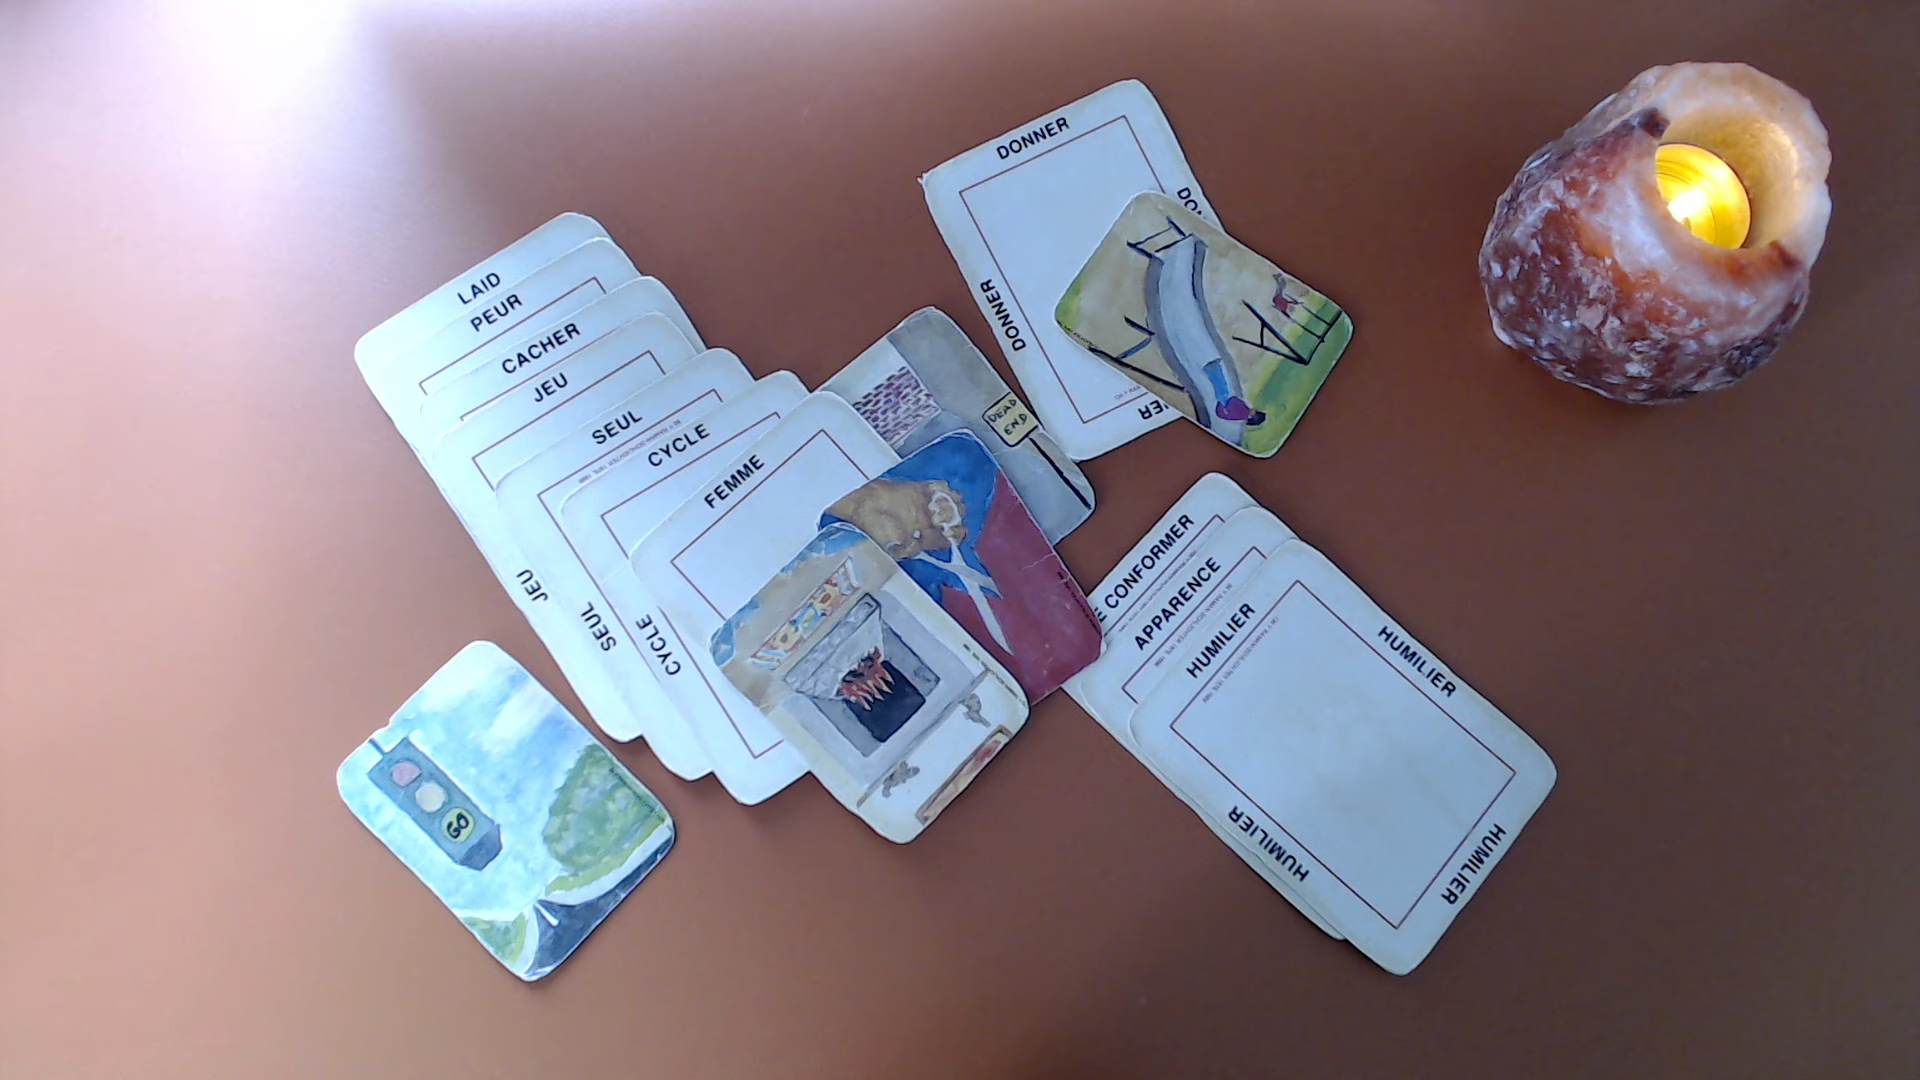 DONNER
DONNER
LAID
PEUR
CACHER
JEU
SEUL
CYCLE
FEMME
DEAD
END
JEU
SEUL
CYCLE
E CONFORMER
APPARENCE
HUMILIER
HUMILIER
HUMILIER
HUMILIER
GO